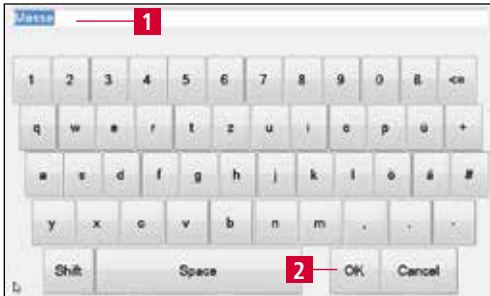 Masse 1
1 2 3 4 5 6 7 8 9 0 ß <=
q w e r t z u i o p ü +
a s d f g h j k l ö ä #
y x c v b n m , . -
Shift Space 2 OK Cancel